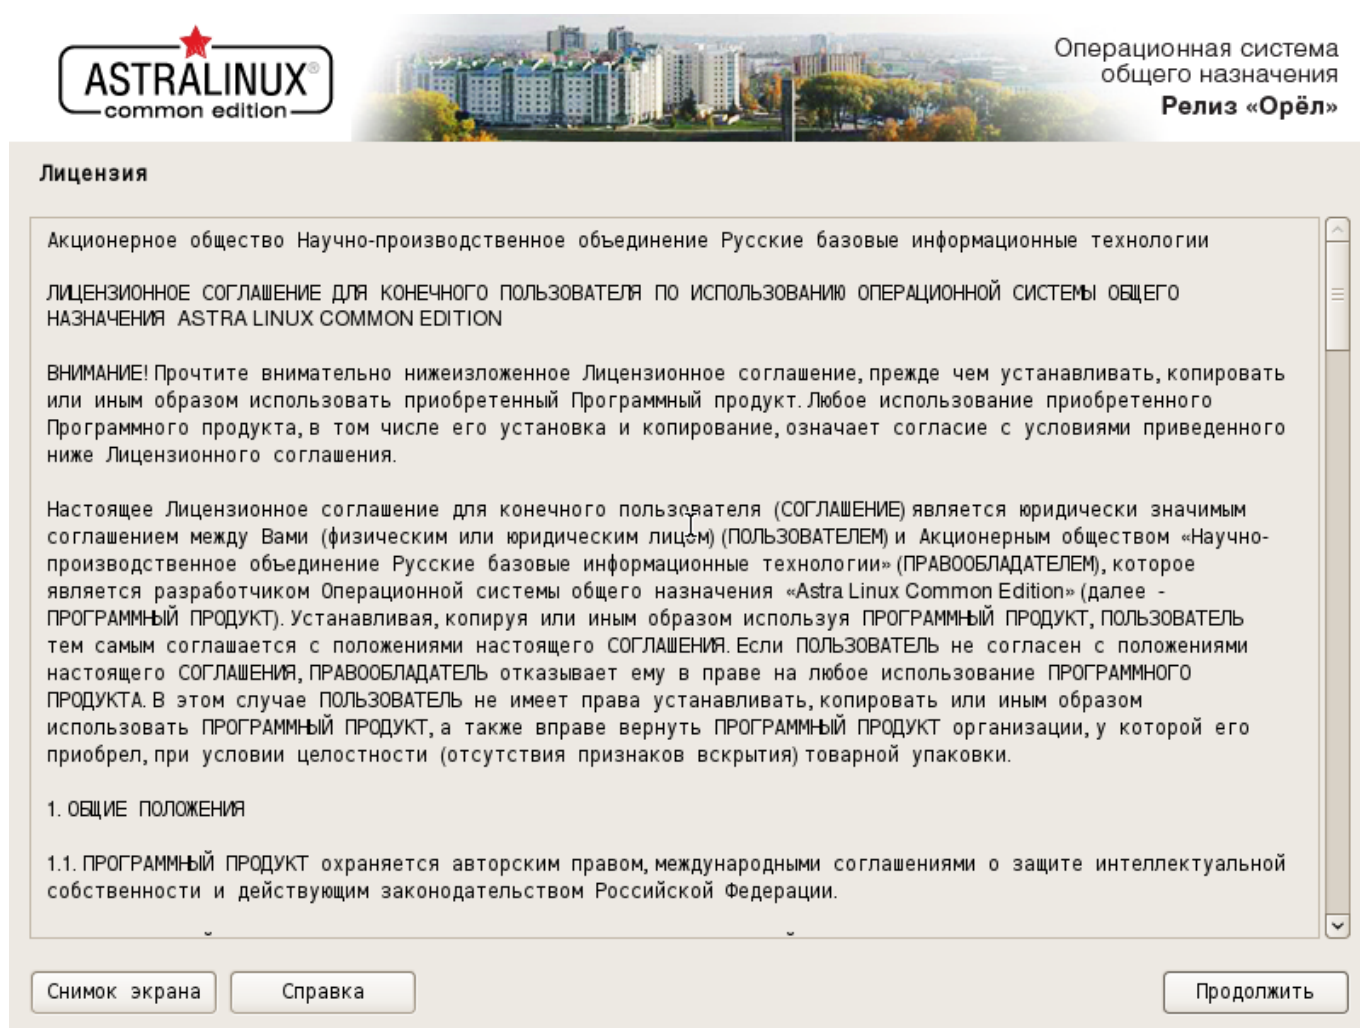 ASTRALINUX®
common edition
Операционная система
общего назначения
Релиз «Орёл»
Лицензия
Акционерное общество Научно-производственное объединение Русские базовые информационные технологии
ЛИЦЕНЗИОННОЕ СОГЛАШЕНИЕ ДЛЯ КОНЕЧНОГО ПОЛЬЗОВАТЕЛЯ ПО ИСПОЛЬЗОВАНИЮ ОПЕРАЦИОННОЙ СИСТЕМЫ ОБЩЕГО
НАЗНАЧЕНИЯ ASTRA LINUX COMMON EDITION
ВНИМАНИЕ! Прочтите внимательно нижеизложенное Лицензионное соглашение, прежде чем устанавливать, копировать
или иным образом использовать приобретенный Программный продукт. Любое использование приобретенного
Программного продукта, в том числе его установка и копирование, означает согласие с условиями приведенного
ниже Лицензионного соглашения.
Настоящее Лицензионное соглашение для конечного пользователя (СОГЛАШЕНИЕ) является юридически значимым
соглашением между Вами (физическим или юридическим лицом) (ПОЛЬЗОВАТЕЛЕМ) и Акционерным обществом «Научно-
производственное объединение Русские базовые информационные технологии» (ПРАВООБЛАДАТЕЛЕМ), которое
является разработчиком Операционной системы общего назначения «Astra Linux Common Edition» (далее -
ПРОГРАММНЫЙ ПРОДУКТ). Устанавливая, копируя или иным образом используя ПРОГРАММНЫЙ ПРОДУКТ, ПОЛЬЗОВАТЕЛЬ
тем самым соглашается с положениями настоящего СОГЛАШЕНИЯ. Если ПОЛЬЗОВАТЕЛЬ не согласен с положениями
настоящего СОГЛАШЕНИЯ, ПРАВООБЛАДАТЕЛЬ отказывает ему в праве на любое использование ПРОГРАММНОГО
ПРОДУКТА. В этом случае ПОЛЬЗОВАТЕЛЬ не имеет права устанавливать, копировать или иным образом
использовать ПРОГРАММНЫЙ ПРОДУКТ, а также вправе вернуть ПРОГРАММНЫЙ ПРОДУКТ организации, у которой его
приобрел, при условии целостности (отсутствия признаков вскрытия) товарной упаковки.
1. ОБЩИЕ ПОЛОЖЕНИЯ
1.1. ПРОГРАММНЫЙ ПРОДУКТ охраняется авторским правом, международными соглашениями о защите интеллектуальной
собственности и действующим законодательством Российской Федерации.
Снимок экрана
Справка
Продолжить